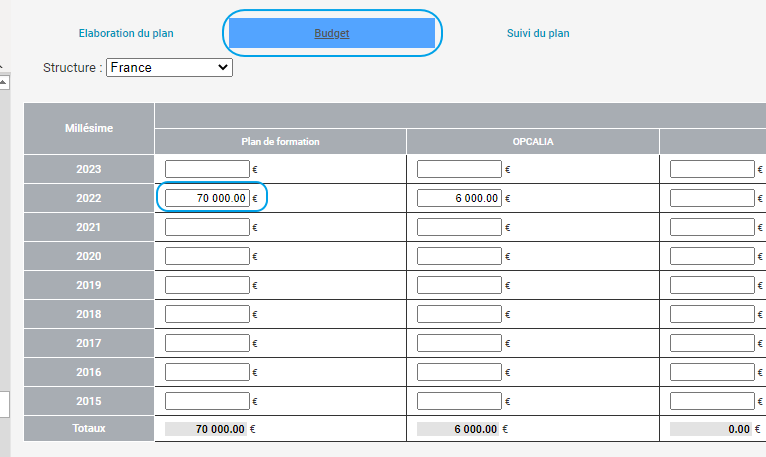 Elaboration du plan Budget Suivi du plan
Structure : France
Millésime
Plan de formation OPCALIA
2023 € € €
2022 70 000.00 € 6 000.00 € €
2021 € € €
2020 € € €
2019 € € €
2018 € € €
2017 € € €
2016 € € €
2015 € € €
Totaux 70 000.00 € 6 000.00 € 0.00 €